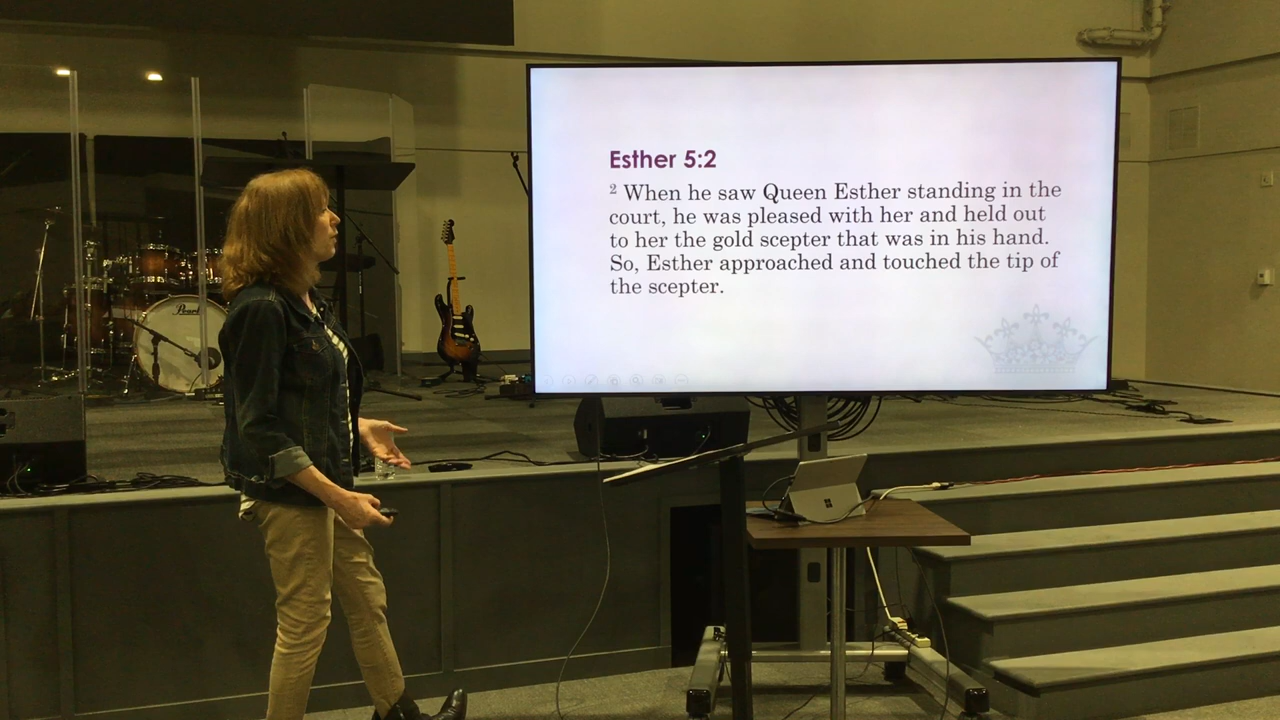 Esther 5:2
2 When he saw Queen Esther standing in the
court, he was pleased with her and held out
to her the gold scepter that was in his hand.
So, Esther approached and touched the tip of
the scepter.
Pearl